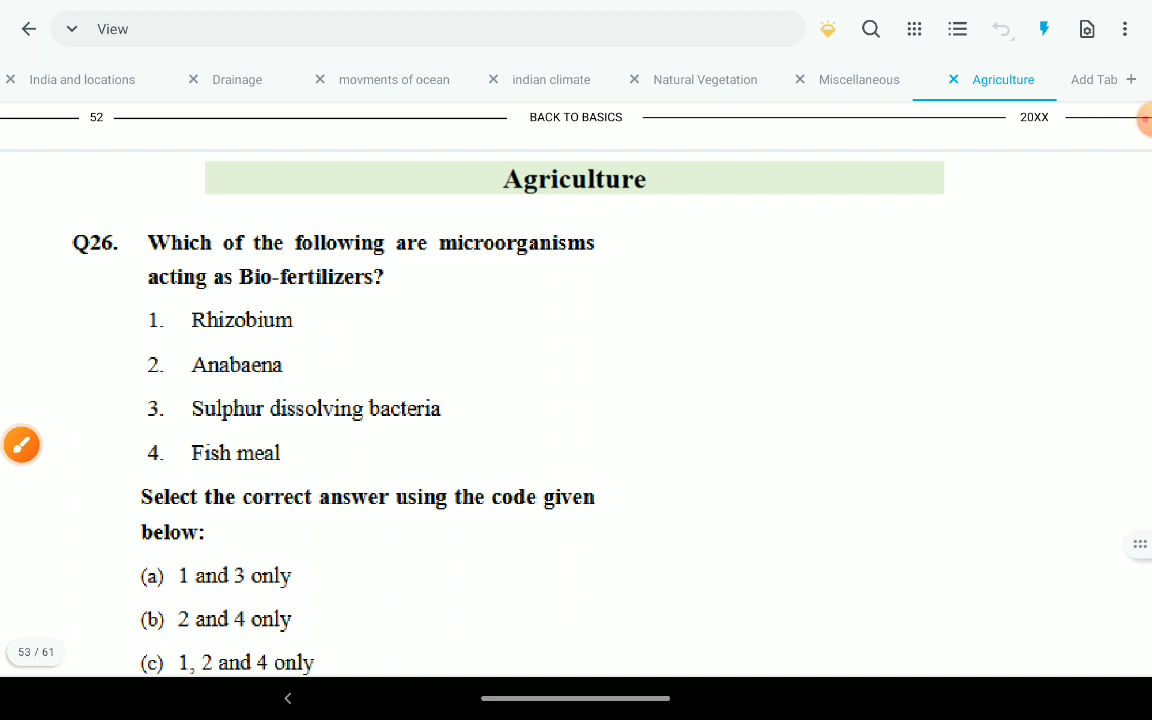 View
India and locations
Drainage
movments of ocean
indian climate
Natural Vegetation
Miscellaneous
Agriculture
Add Tab +
52 BACK TO BASICS 20XX
Agriculture
Q26. Which of the following are microorganisms
acting as Bio-fertilizers?
1. Rhizobium
2. Anabaena
3. Sulphur dissolving bacteria
4. Fish meal
Select the correct answer using the code given
below:
(a) 1 and 3 only
(b) 2 and 4 only
(c) 1, 2 and 4 only
53 / 61